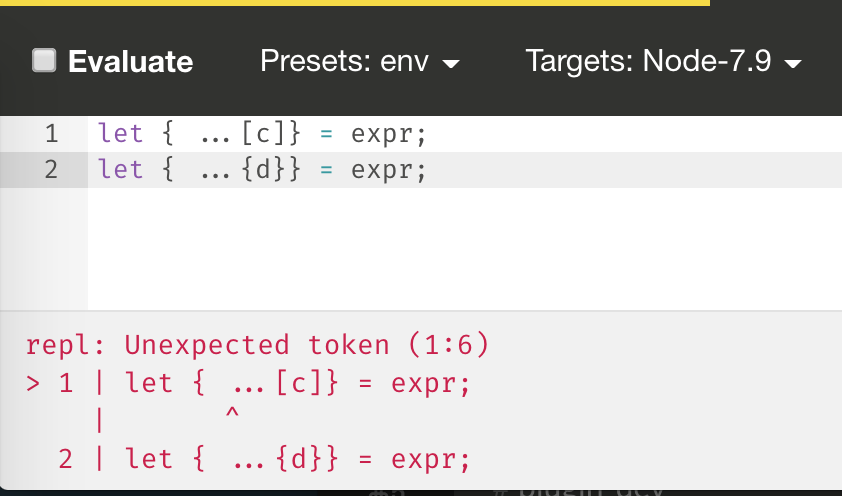 Evaluate Presets: env Targets: Node-7.9
1 let { ...[c]} = expr;
2 let { ...{d}} = expr;
repl: Unexpected token (1:6)
> 1 | let { ...[c]} = expr;
| ^
2 | let { ...{d}} = expr;